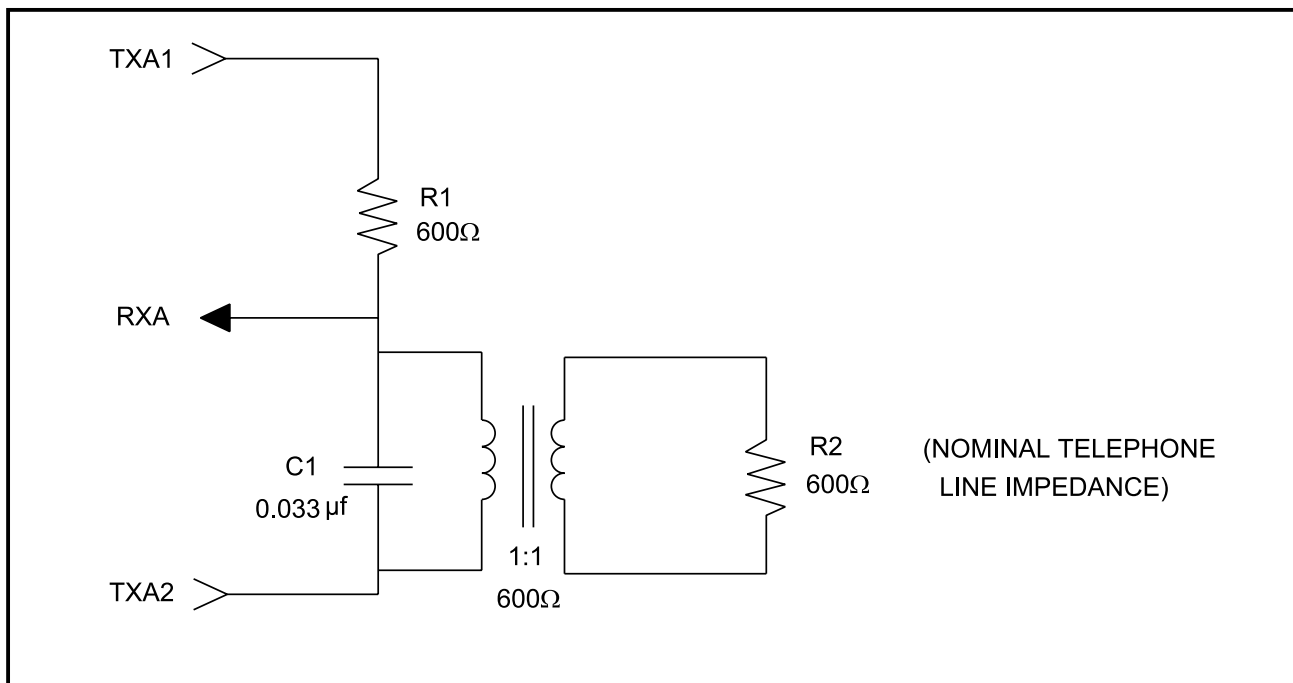 TXA1
R1
600Ω
RXA
C1
0.033 µf
1:1
600Ω
R2
600Ω
(NOMINAL TELEPHONE
LINE IMPEDANCE)
TXA2